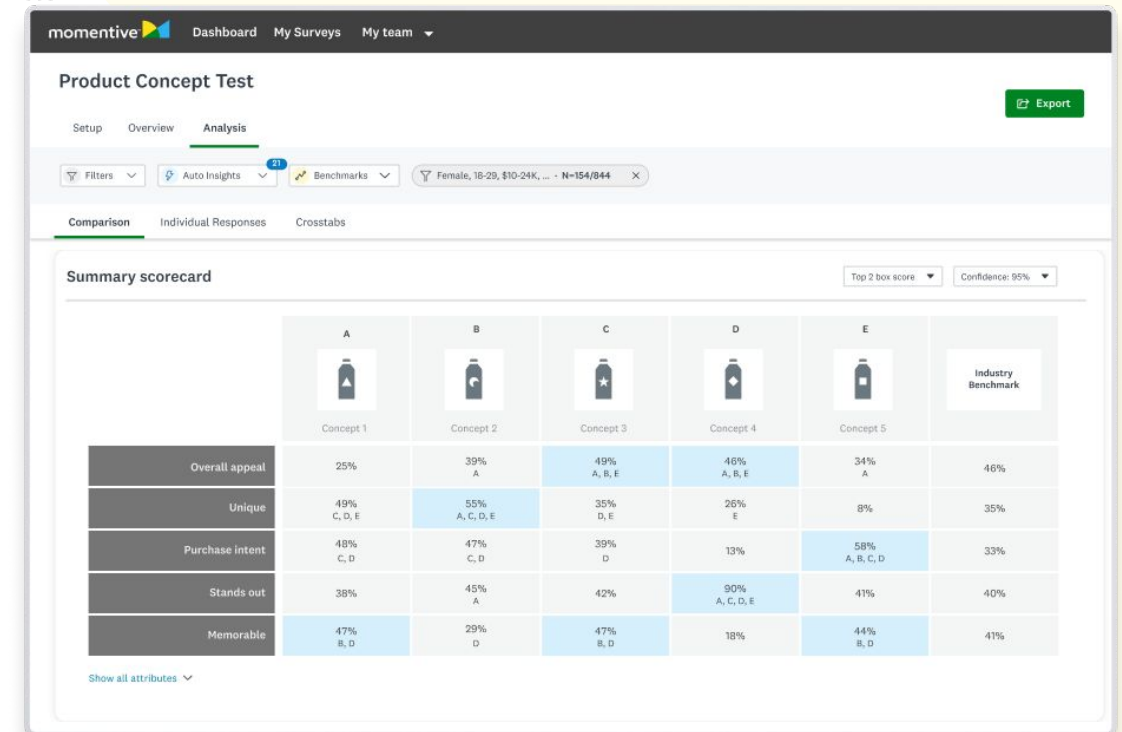 momentive Dashboard My Surveys My team
Product Concept Test
Export
Setup Overview Analysis
21
Filters Auto Insights Benchmarks Female, 18-29, $10-24K, ... - N=154/844 X
Comparison Individual Responses Crosstabs
Summary scorecard Top 2 box score Confidence: 95%
A B C D E
Industry
Benchmark
Concept 1 Concept 2 Concept 3 Concept 4 Concept 5
Overall appeal 25% 39% 49% 46% 34% 46%
A A, B, E A, B, E A
Unique 49% 55% 35% 26% 8% 35%
C, D, E A, C, D, E D, E E
Purchase intent 48% 47% 39% 13% 58% 33%
C, D C, D D A, B, C, D
Stands out 38% 45% 42% 90% 41% 40%
A A, C, D, E
Memorable 47% 29% 47% 18% 44% 41%
B, D D B, D B, D
Show all attributes